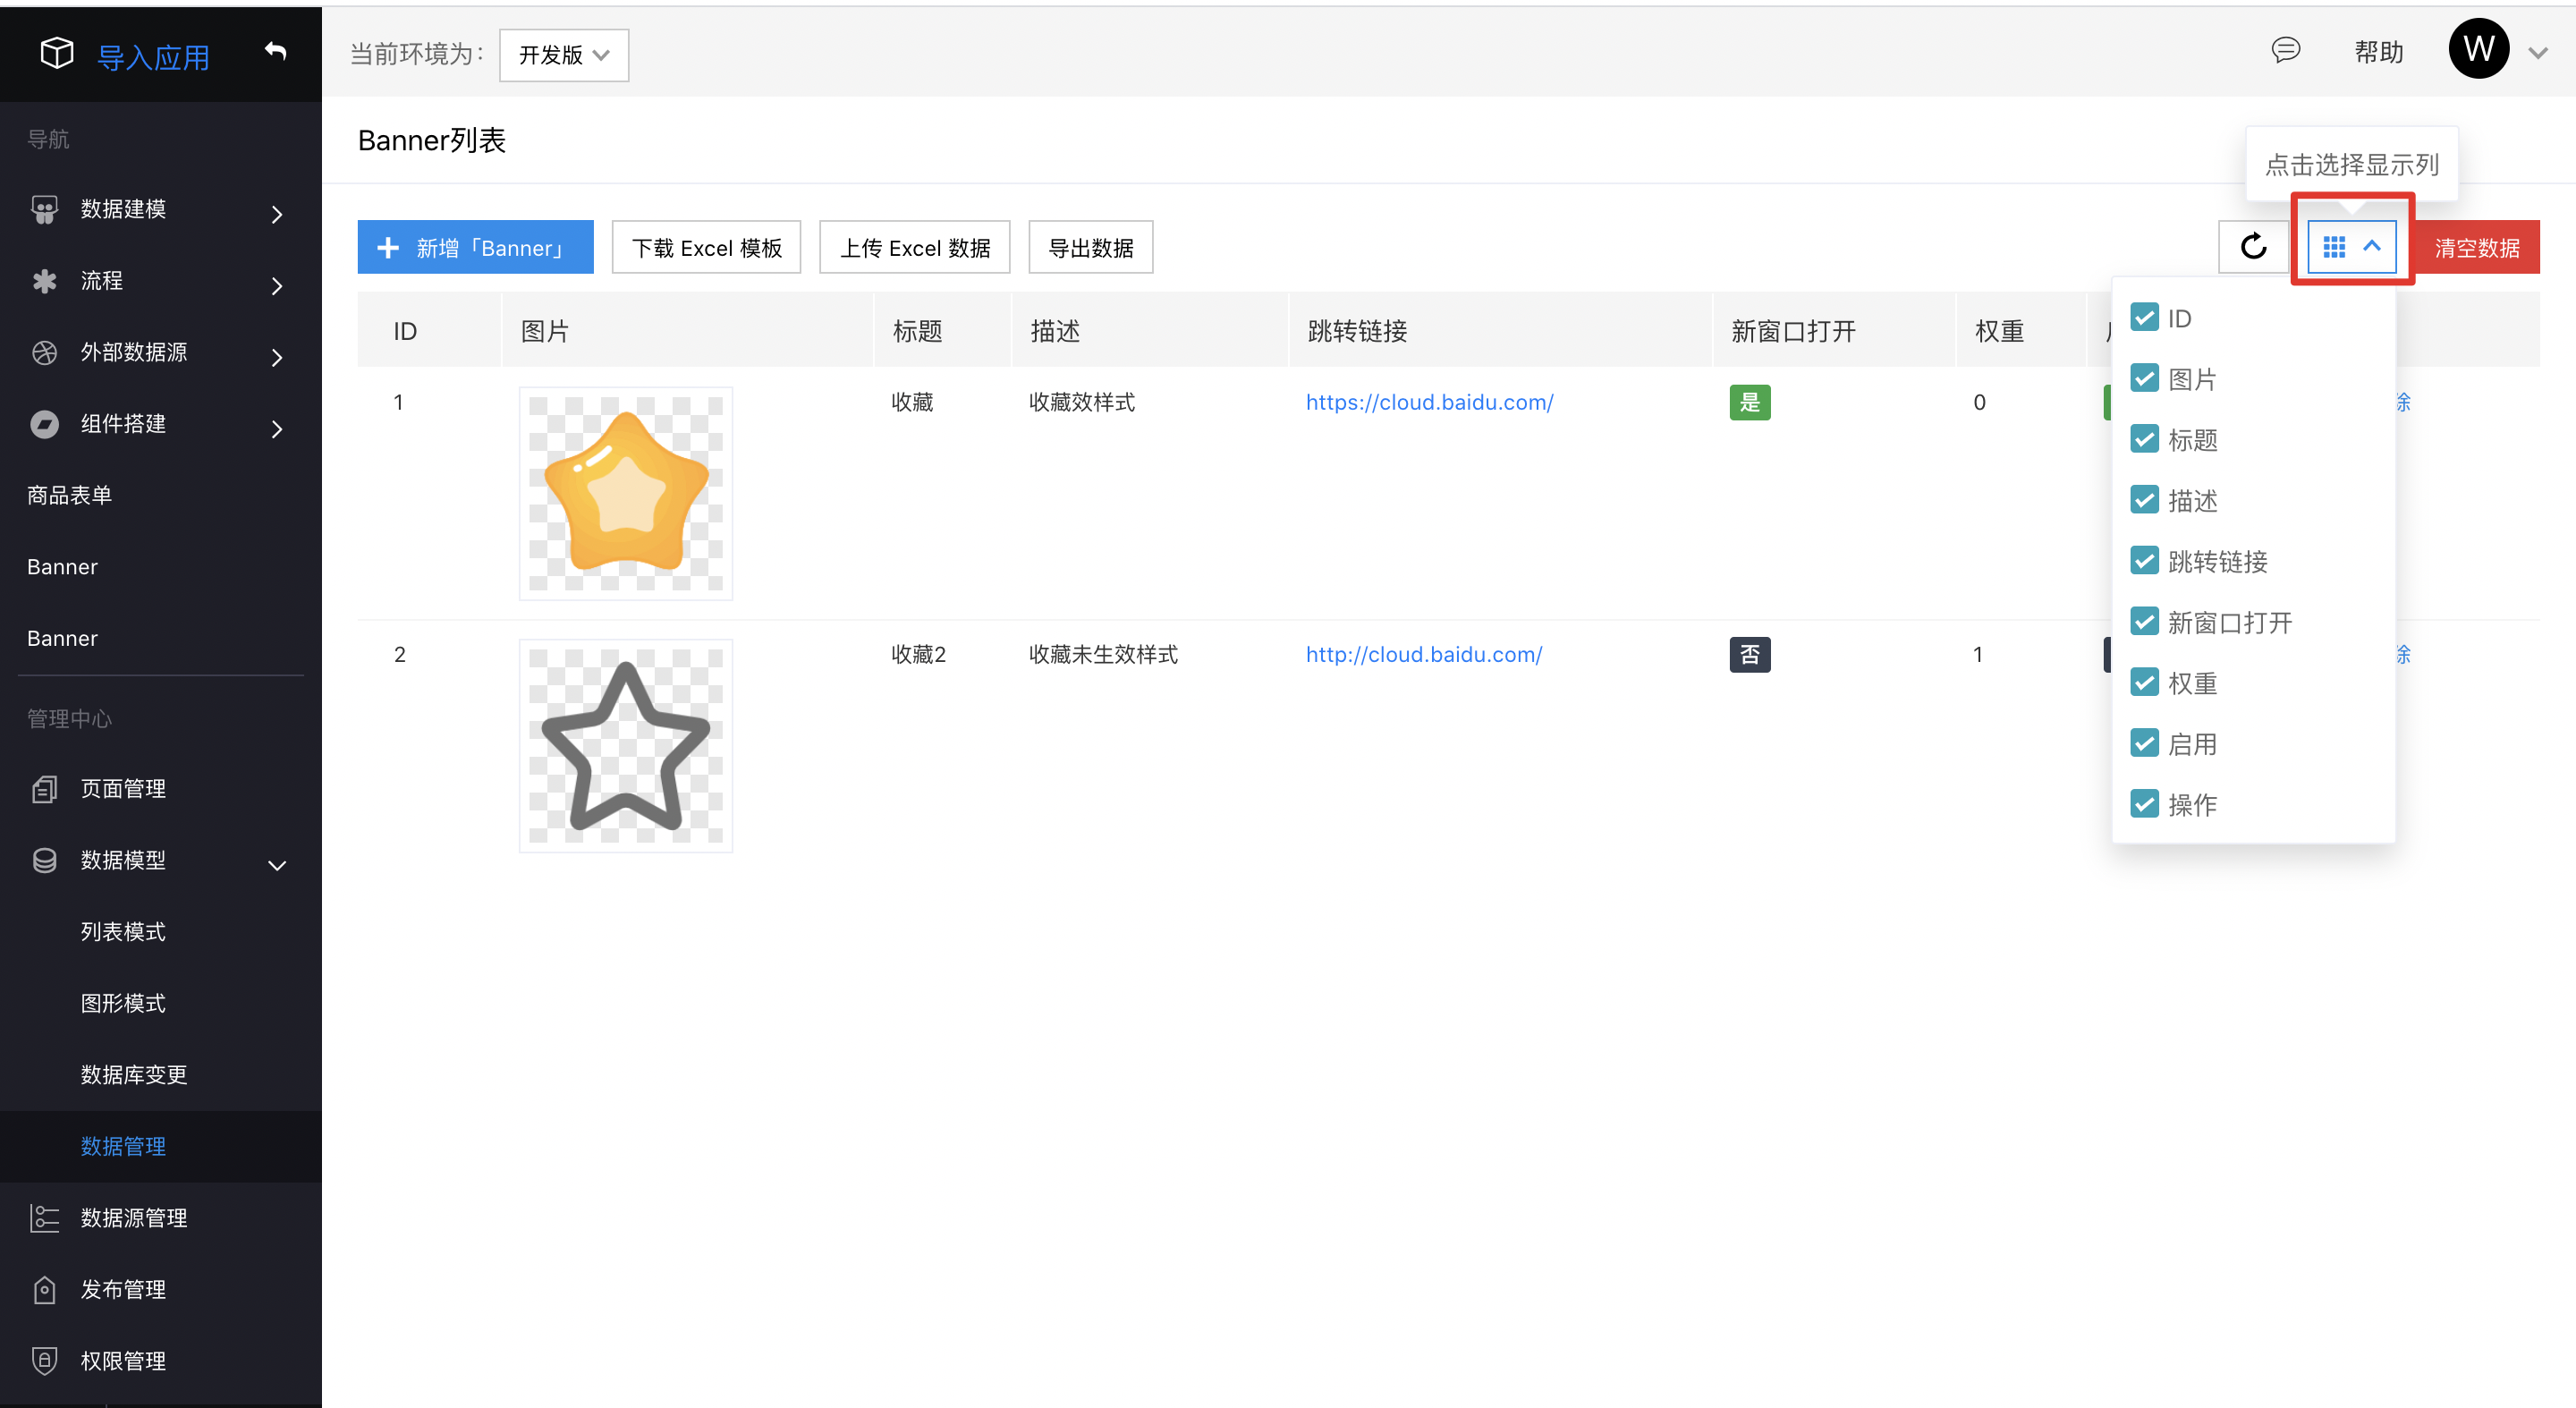 导入应用
当前环境为：
开发版
帮助
W
导航
数据建模
流程
外部数据源
组件搭建
商品表单
Banner
Banner
管理中心
页面管理
数据模型
列表模式
图形模式
数据库变更
数据管理
数据源管理
发布管理
权限管理
Banner列表
点击选择显示列
新增「Banner」
下载 Excel 模板
上传 Excel 数据
导出数据
清空数据
ID 图片 标题 描述 跳转链接 新窗口打开 权重
1 收藏 收藏效样式 https://cloud.baidu.com/ 是 0 除
2 收藏2 收藏未生效样式 http://cloud.baidu.com/ 否 1 除
ID
图片
标题
描述
跳转链接
新窗口打开
权重
启用
操作